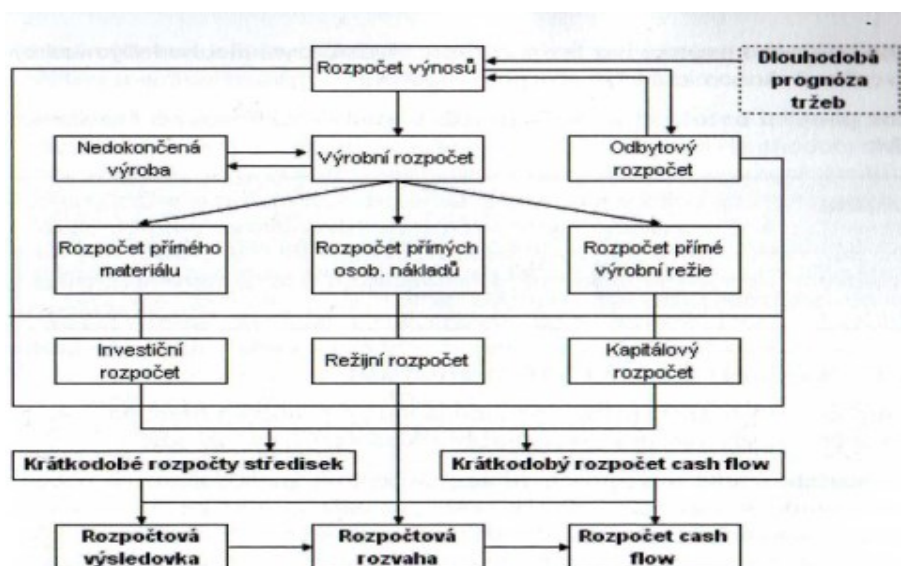 Rozpočet výnosů
Dlouhodobá
prognóza
tržeb
Nedokončená
výroba
Výrobní rozpočet
Odbytový
rozpočet
Rozpočet přímého
materiálu
Rozpočet přímých
osob. nákladů
Rozpočet přímé
výrobní režie
Investiční
rozpočet
Režijní rozpočet
Kapitálový
rozpočet
Krátkodobé rozpočty středisek
Krátkodobý rozpočet cash flow
Rozpočtová
výsledovka
Rozpočtová
rozvaha
Rozpočet cash
flow